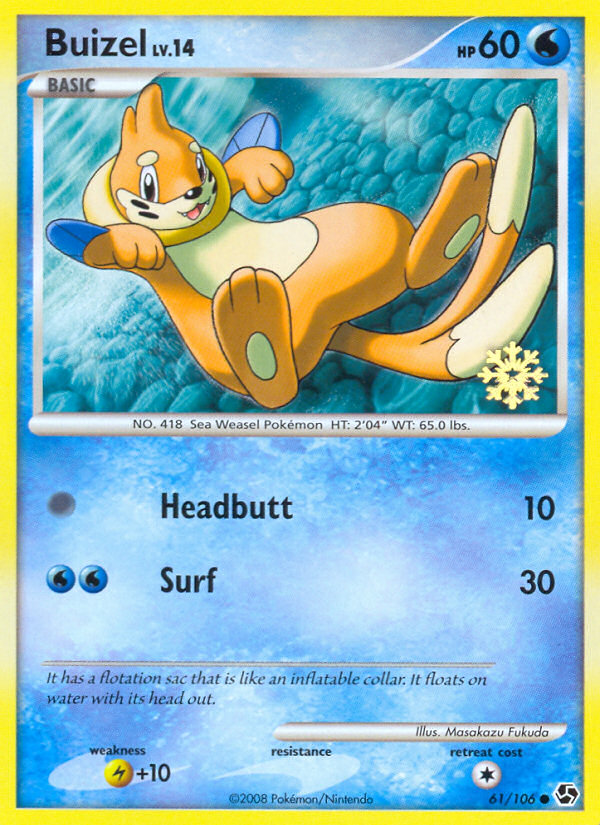 Buizel LV.14
HP 60
BASIC
NO. 418 Sea Weasel Pokémon HT: 2'04" WT: 65.0 lbs.
Headbutt 10
Surf 30
It has a flotation sac that is like an inflatable collar. It floats on
water with its head out.
Illus. Masakazu Fukuda
weakness resistance retreat cost
+10
©2008 Pokémon/Nintendo 61/106